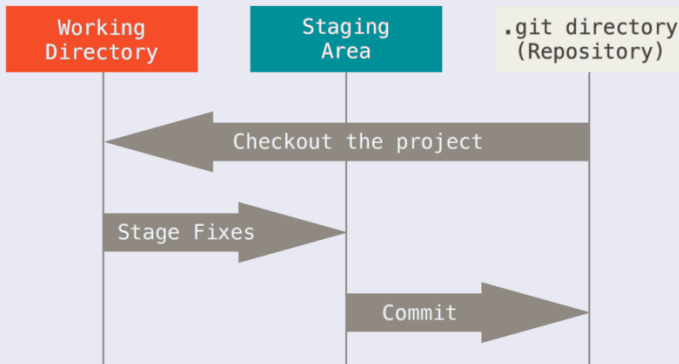 Working
Directory
Staging
Area
.git directory
(Repository)
Checkout the project
Stage Fixes
Commit